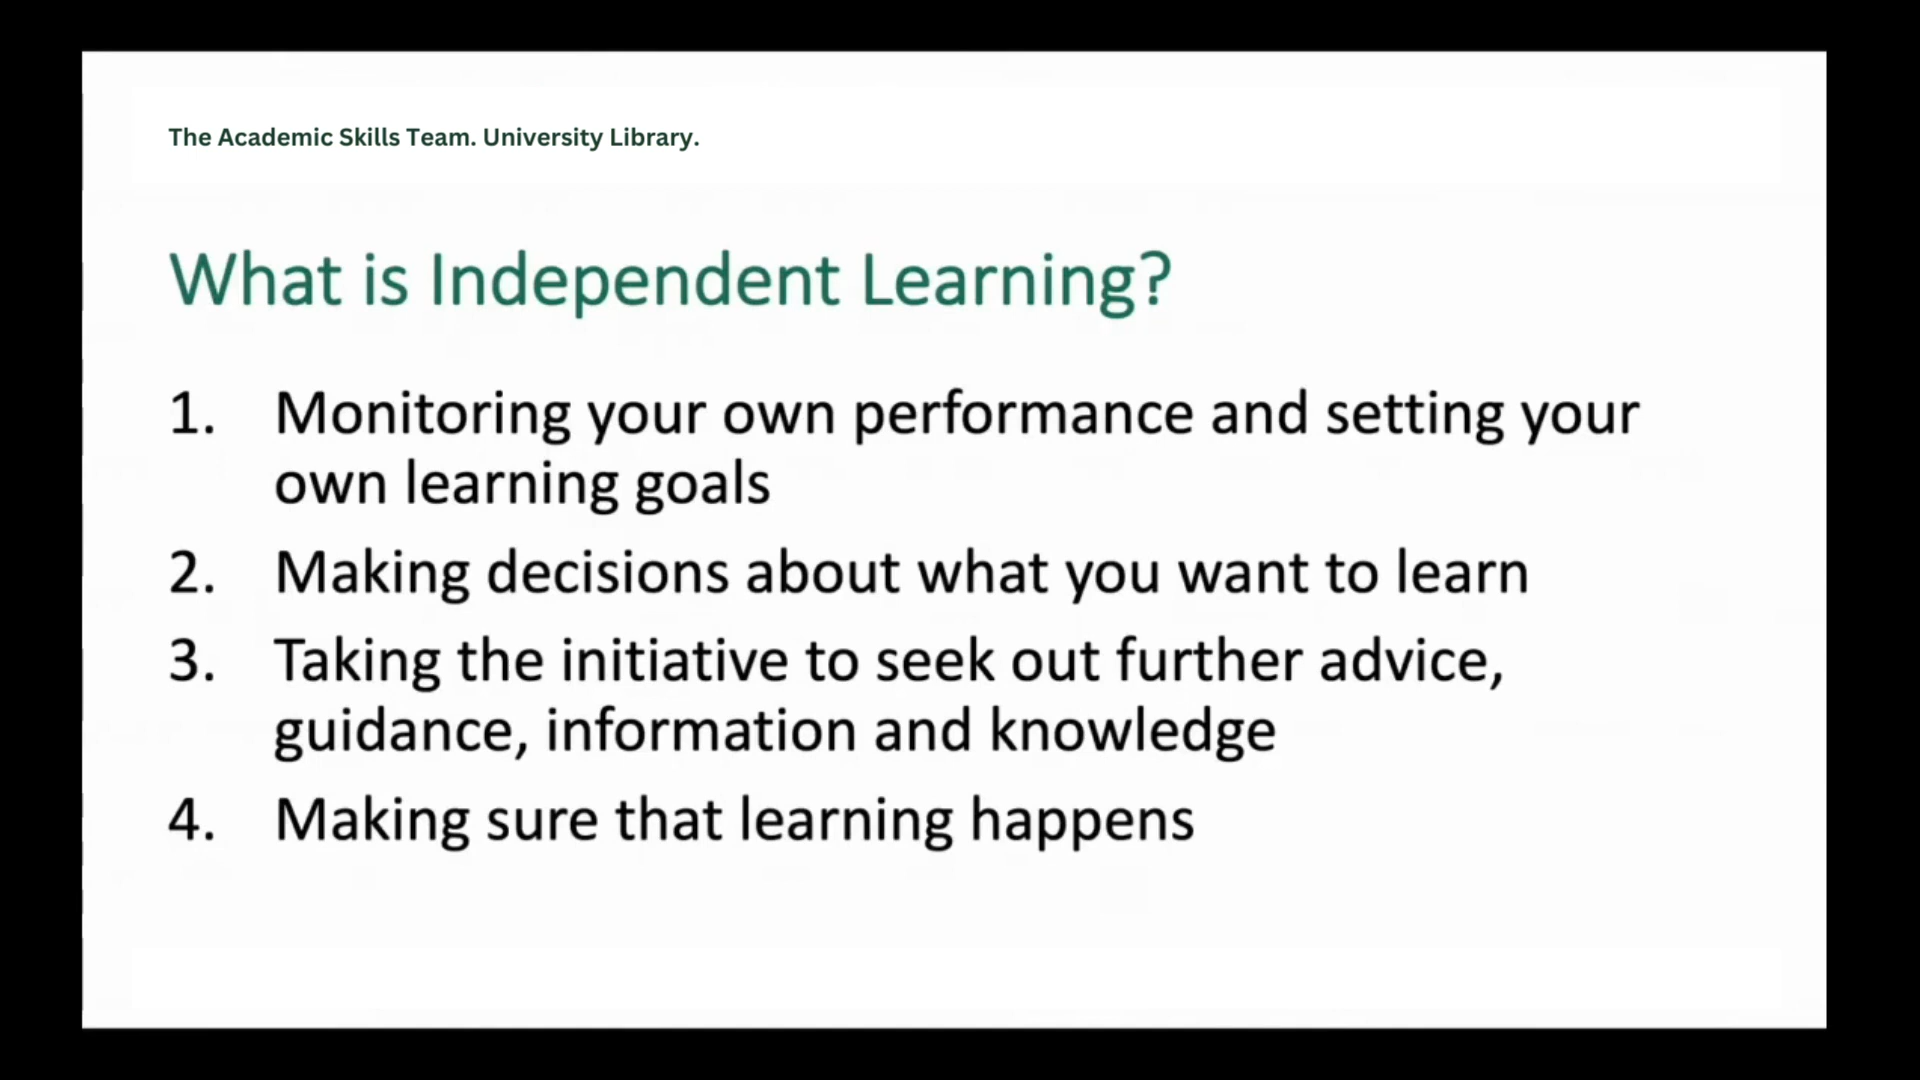 The Academic Skills Team. University Library.
What is Independent Learning?
1. Monitoring your own performance and setting your
own learning goals
2. Making decisions about what you want to learn
3. Taking the initiative to seek out further advice,
guidance, information and knowledge
4. Making sure that learning happens